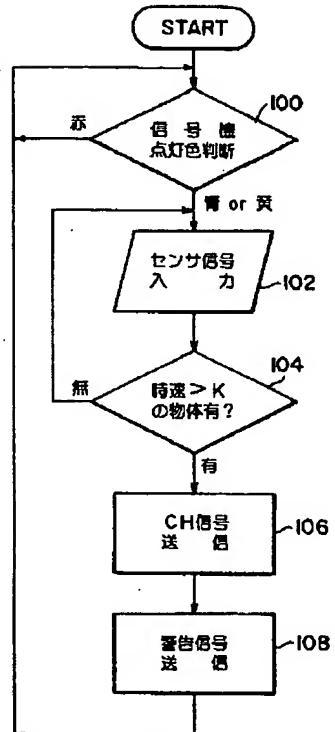 START
100
赤
信号機
点灯色判断
青 or 黄
センサ信号
入力
102
104
無
時速>K
の物体有?
有
CH信号
送信
106
警告信号
送信
108